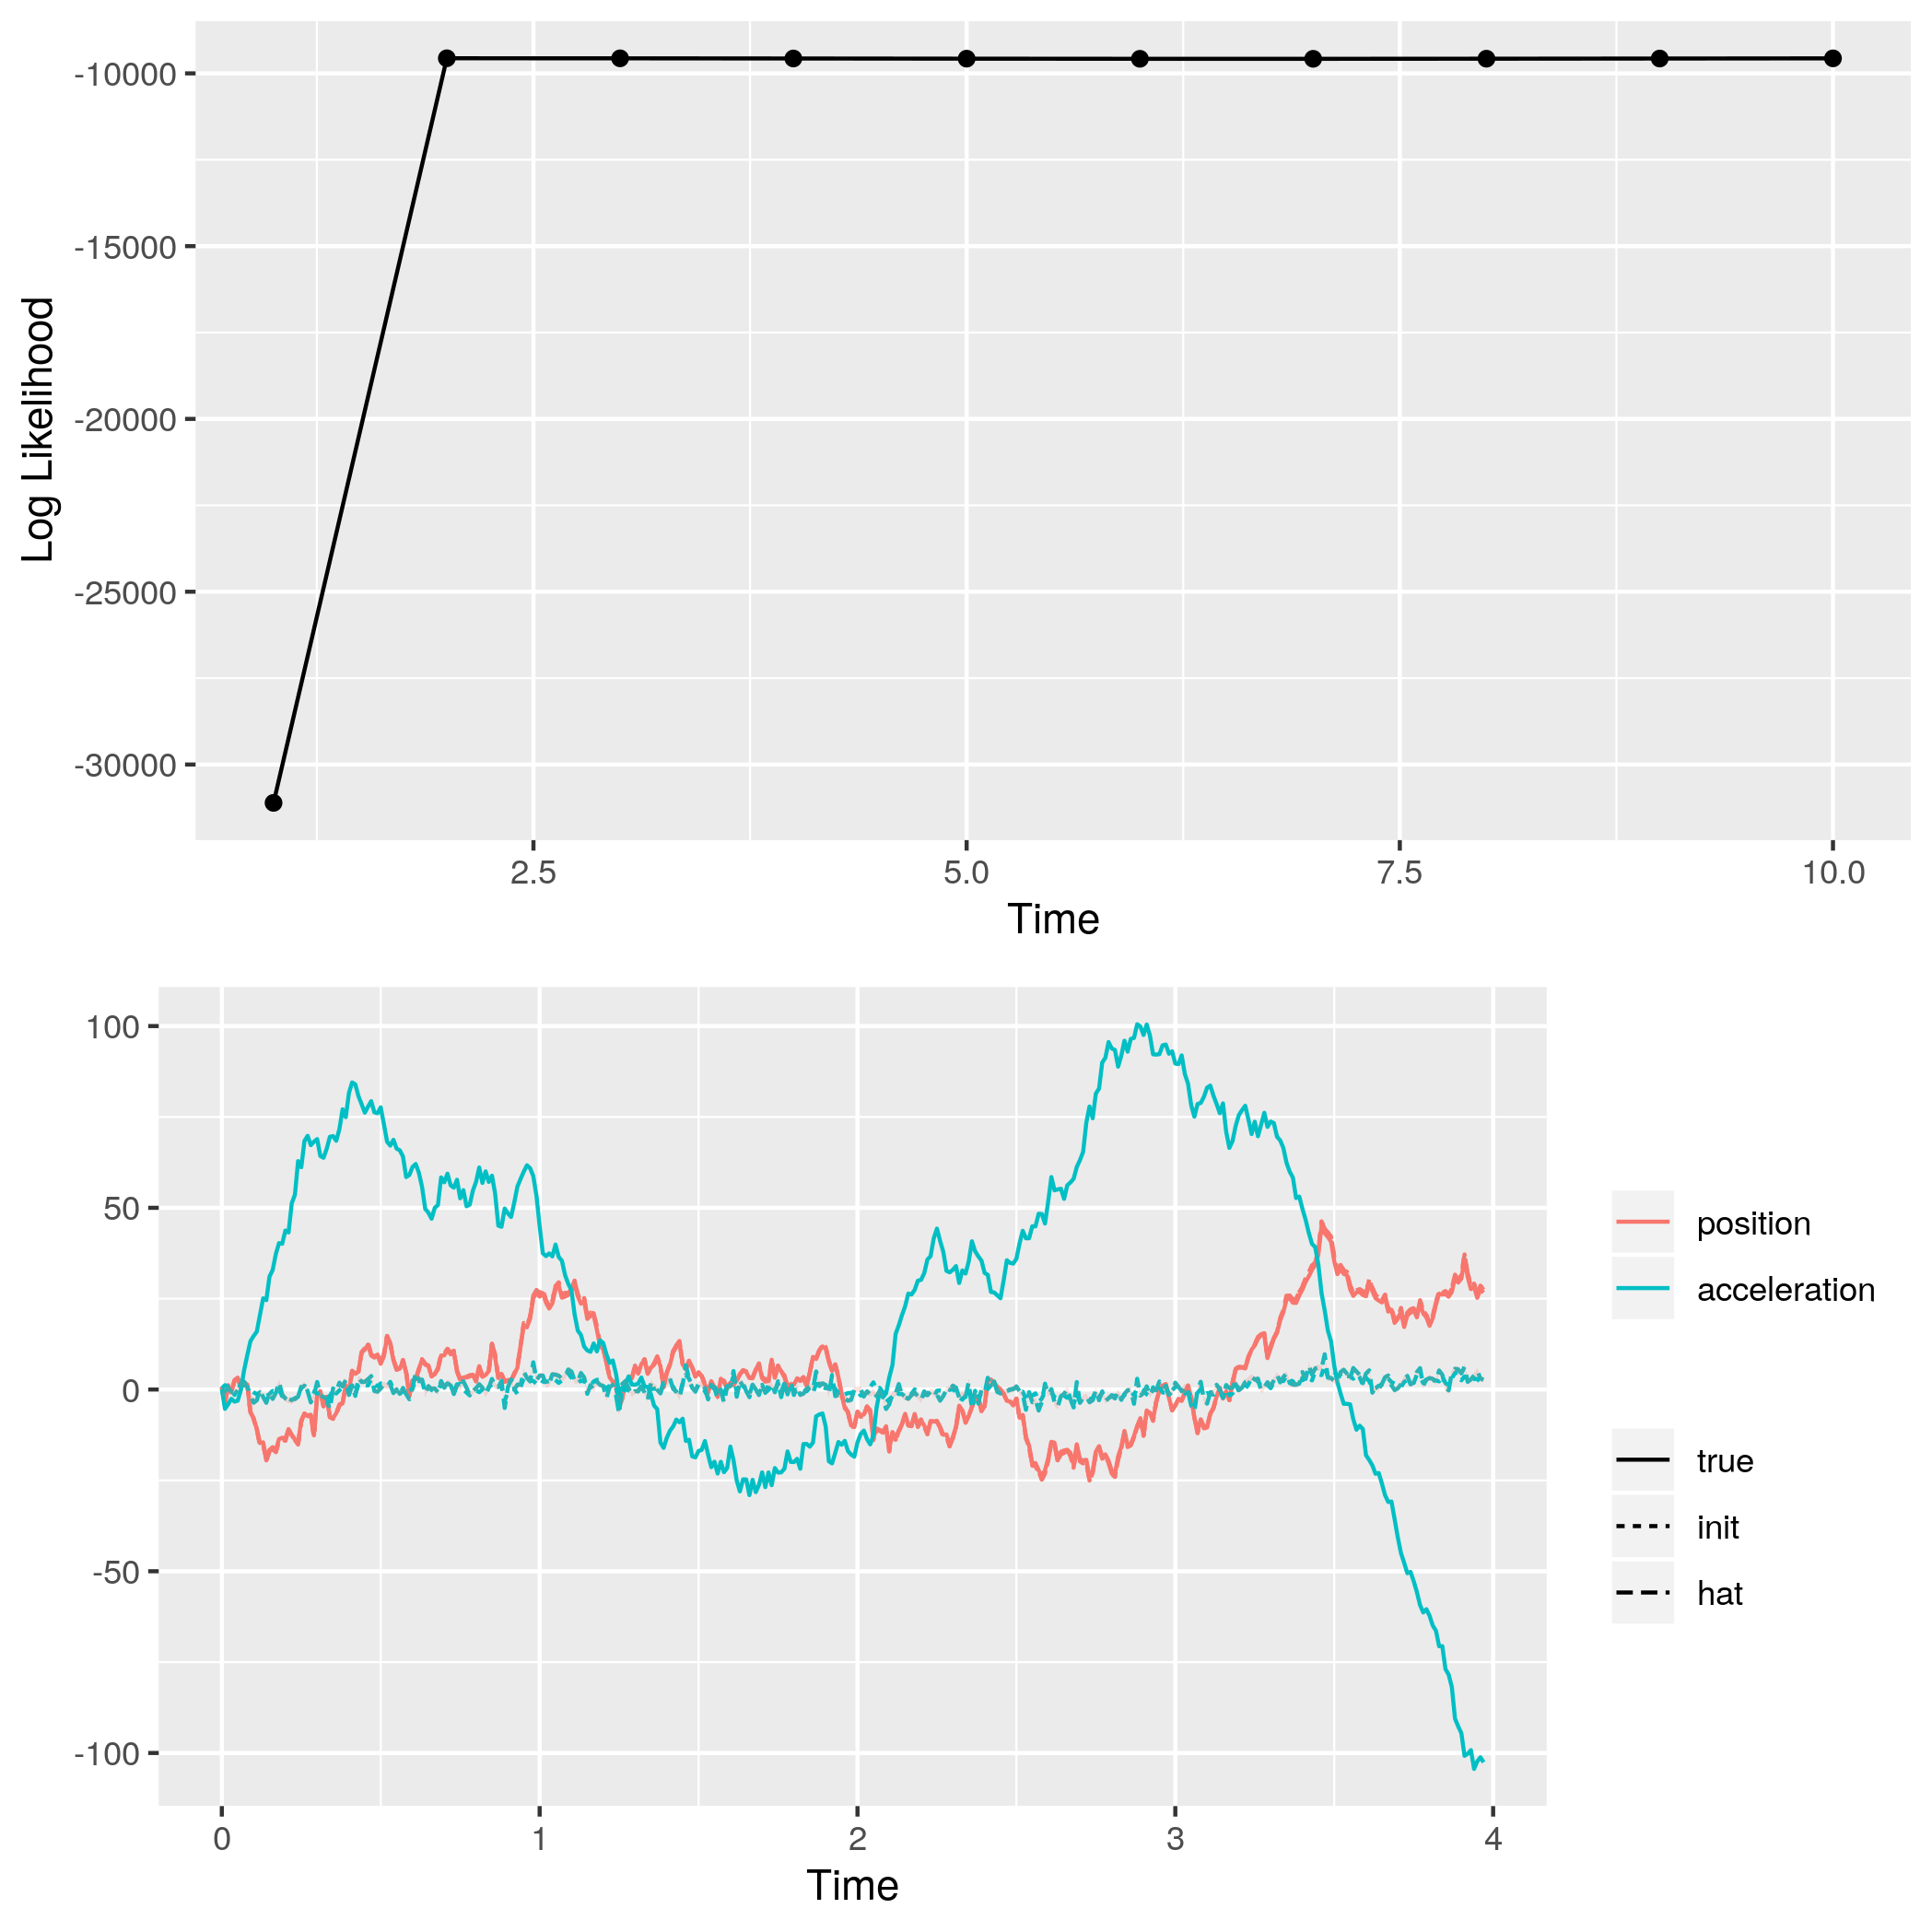 -10000
-15000
-20000
-25000
-30000
Log Likelihood
2.5 5.0 7.5 10.0
Time
100
50
0
-50
-100
0 1 2 3 4
Time
position
acceleration
true
init
hat